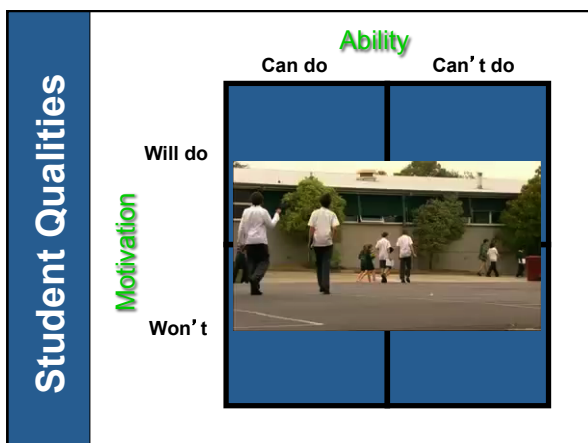 Student Qualities
Ability
Can do Can't do
Will do
Motivation
Won't